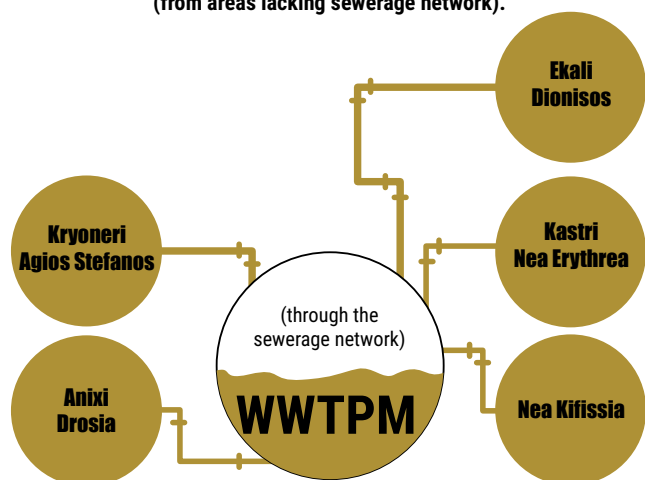 (from areas lacking sewerage network).
Ekali
Dionisos
Kryoneri
Agios Stefanos
Kastri
Nea Erythrea
(through the
sewerage network)
WWTPM
Anixi
Drosia
Nea Kifissia